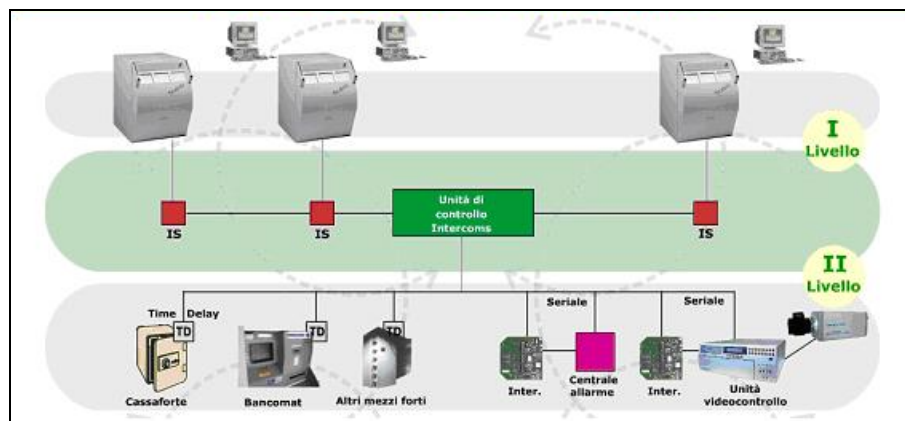 I
Livello
Unità di
controllo
Intercoms
IS
IS
IS
II
Livello
Time Delay
Seriale
Seriale
TD
TD
TD
Inter.
Centrale
allarme
Inter.
Unità
videocontrollo
Cassaforte
Bancomat
Altri mezzi forti